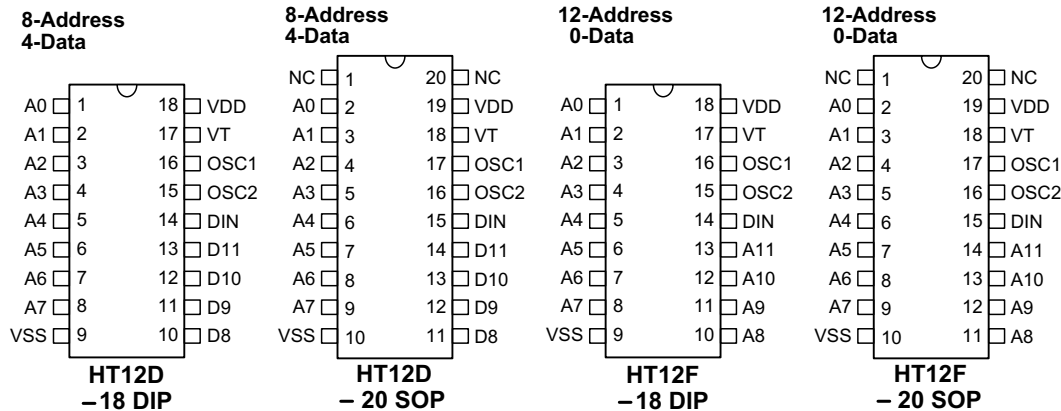 8-Address
4-Data
A0 1 18 VDD
A1 2 17 VT
A2 3 16 OSC1
A3 4 15 OSC2
A4 5 14 DIN
A5 6 13 D11
A6 7 12 D10
A7 8 11 D9
VSS 9 10 D8
HT12D
–18 DIP
8-Address
4-Data
NC 1 20 NC
A0 2 19 VDD
A1 3 18 VT
A2 4 17 OSC1
A3 5 16 OSC2
A4 6 15 DIN
A5 7 14 D11
A6 8 13 D10
A7 9 12 D9
VSS 10 11 D8
HT12D
– 20 SOP
12-Address
0-Data
A0 1 18 VDD
A1 2 17 VT
A2 3 16 OSC1
A3 4 15 OSC2
A4 5 14 DIN
A5 6 13 A11
A6 7 12 A10
A7 8 11 A9
VSS 9 10 A8
HT12F
–18 DIP
12-Address
0-Data
NC 1 20 NC
A0 2 19 VDD
A1 3 18 VT
A2 4 17 OSC1
A3 5 16 OSC2
A4 6 15 DIN
A5 7 14 A11
A6 8 13 A10
A7 9 12 A9
VSS 10 11 A8
HT12F
– 20 SOP